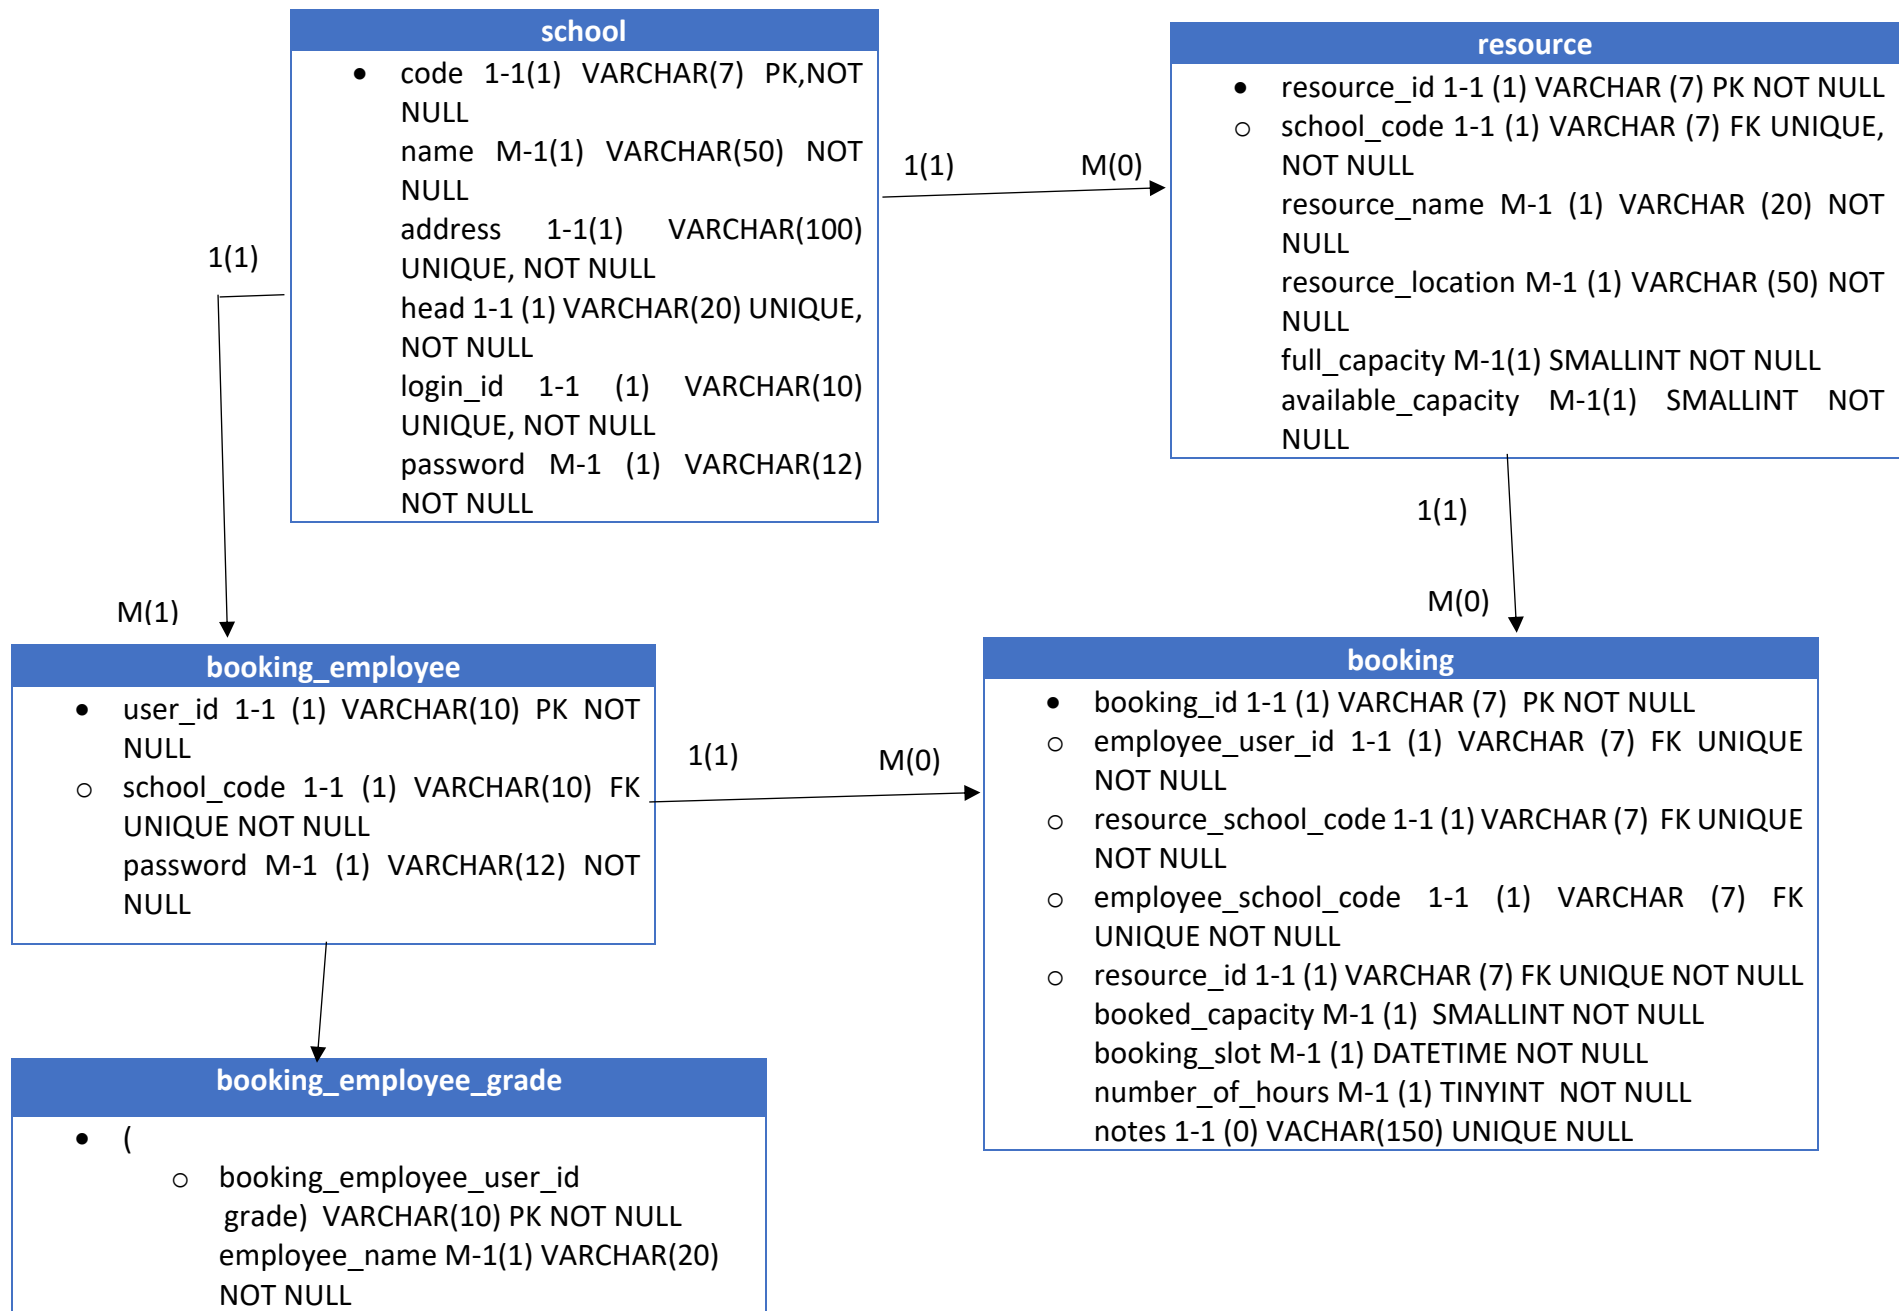 school
• code 1-1(1) VARCHAR(7) PK,NOT
NULL
name M-1(1) VARCHAR(50) NOT
NULL
address 1-1(1) VARCHAR(100)
UNIQUE, NOT NULL
head 1-1 (1) VARCHAR(20) UNIQUE,
NOT NULL
login_id 1-1 (1) VARCHAR(10)
UNIQUE, NOT NULL
password M-1 (1) VARCHAR(12)
NOT NULL
1(1)
M(0)
resource
• resource_id 1-1 (1) VARCHAR (7) PK NOT NULL
o school_code 1-1 (1) VARCHAR (7) FK UNIQUE,
NOT NULL
resource_name M-1 (1) VARCHAR (20) NOT
NULL
resource_location M-1 (1) VARCHAR (50) NOT
NULL
full_capacity M-1(1) SMALLINT NOT NULL
available_capacity M-1(1) SMALLINT NOT
NULL
1(1)
M(1)
1(1)
M(0)
booking_employee
• user_id 1-1 (1) VARCHAR(10) PK NOT
NULL
o school_code 1-1 (1) VARCHAR(10) FK
UNIQUE NOT NULL
password M-1 (1) VARCHAR(12) NOT
NULL
1(1)
M(0)
booking
• booking_id 1-1 (1) VARCHAR (7) PK NOT NULL
o employee_user_id 1-1 (1) VARCHAR (7) FK UNIQUE
NOT NULL
o resource_school_code 1-1 (1) VARCHAR (7) FK UNIQUE
NOT NULL
o employee_school_code 1-1 (1) VARCHAR (7) FK
UNIQUE NOT NULL
o resource_id 1-1 (1) VARCHAR (7) FK UNIQUE NOT NULL
booked_capacity M-1 (1) SMALLINT NOT NULL
booking_slot M-1 (1) DATETIME NOT NULL
number_of_hours M-1 (1) TINYINT NOT NULL
notes 1-1 (0) VACHAR(150) UNIQUE NULL
booking_employee_grade
• (
o booking_employee_user_id
grade) VARCHAR(10) PK NOT NULL
employee_name M-1(1) VARCHAR(20)
NOT NULL